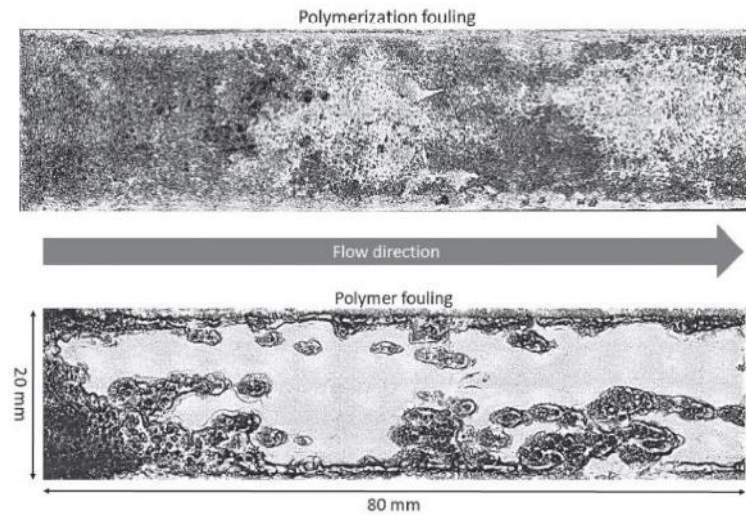 Polymerization fouling
Flow direction
Polymer fouling
20 mm
80 mm